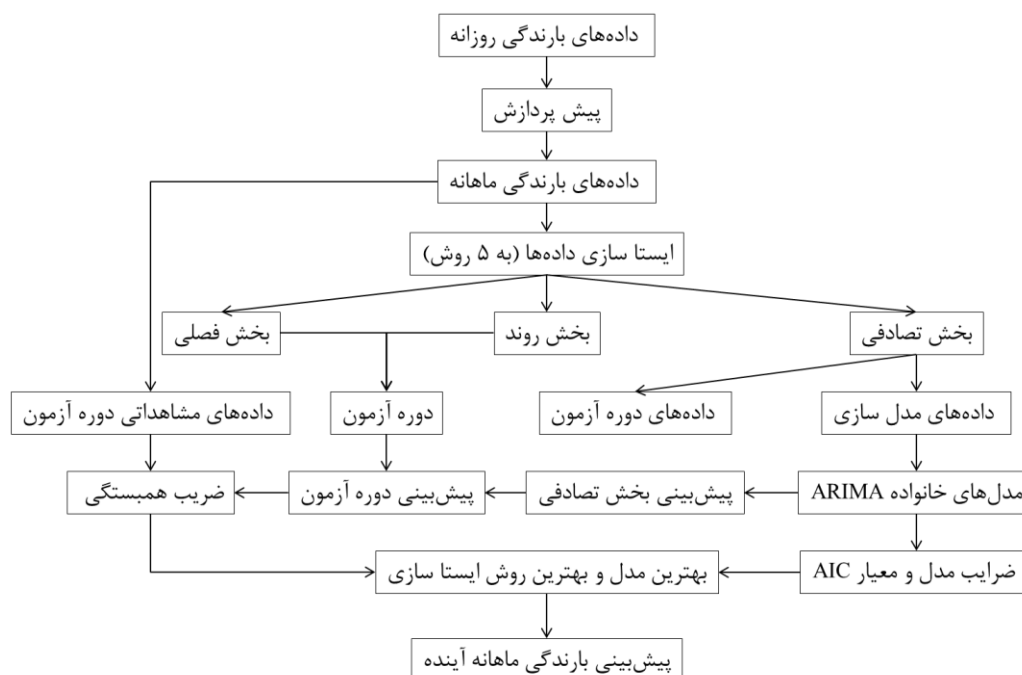 داده‌های بارندگی روزانه
پیش پردازش
داده‌های بارندگی ماهانه
ایستا سازی داده‌ها (به ۵ روش)
بخش تصادفی
بخش روند
بخش فصلی
داده‌های مدل سازی
داده‌های دوره آزمون
دوره آزمون
داده‌های مشاهداتی دوره آزمون
مدل‌های خانواده ARIMA
پیش‌بینی بخش تصادفی
پیش‌بینی دوره آزمون
ضریب همبستگی
ضرایب مدل و معیار AIC
بهترین مدل و بهترین روش ایستا سازی
پیش‌بینی بارندگی ماهانه آینده